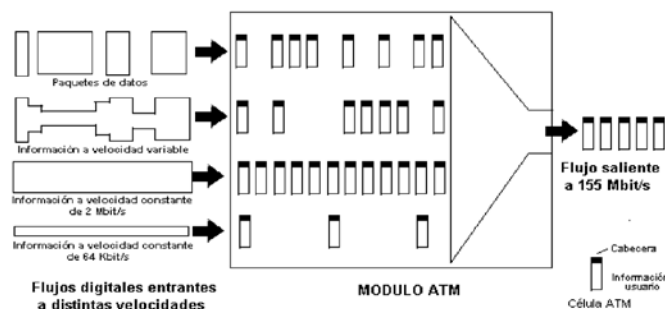 Paquetes de datos
Información a velocidad variable
Información a velocidad constante
de 2 Mbit/s
Información a velocidad constante
de 64 Kbit/s
Flujos digitales entrantes
a distintas velocidades
MODULO ATM
Flujo saliente
a 155 Mbit/s
Cabecera
Información
usuario
Célula ATM